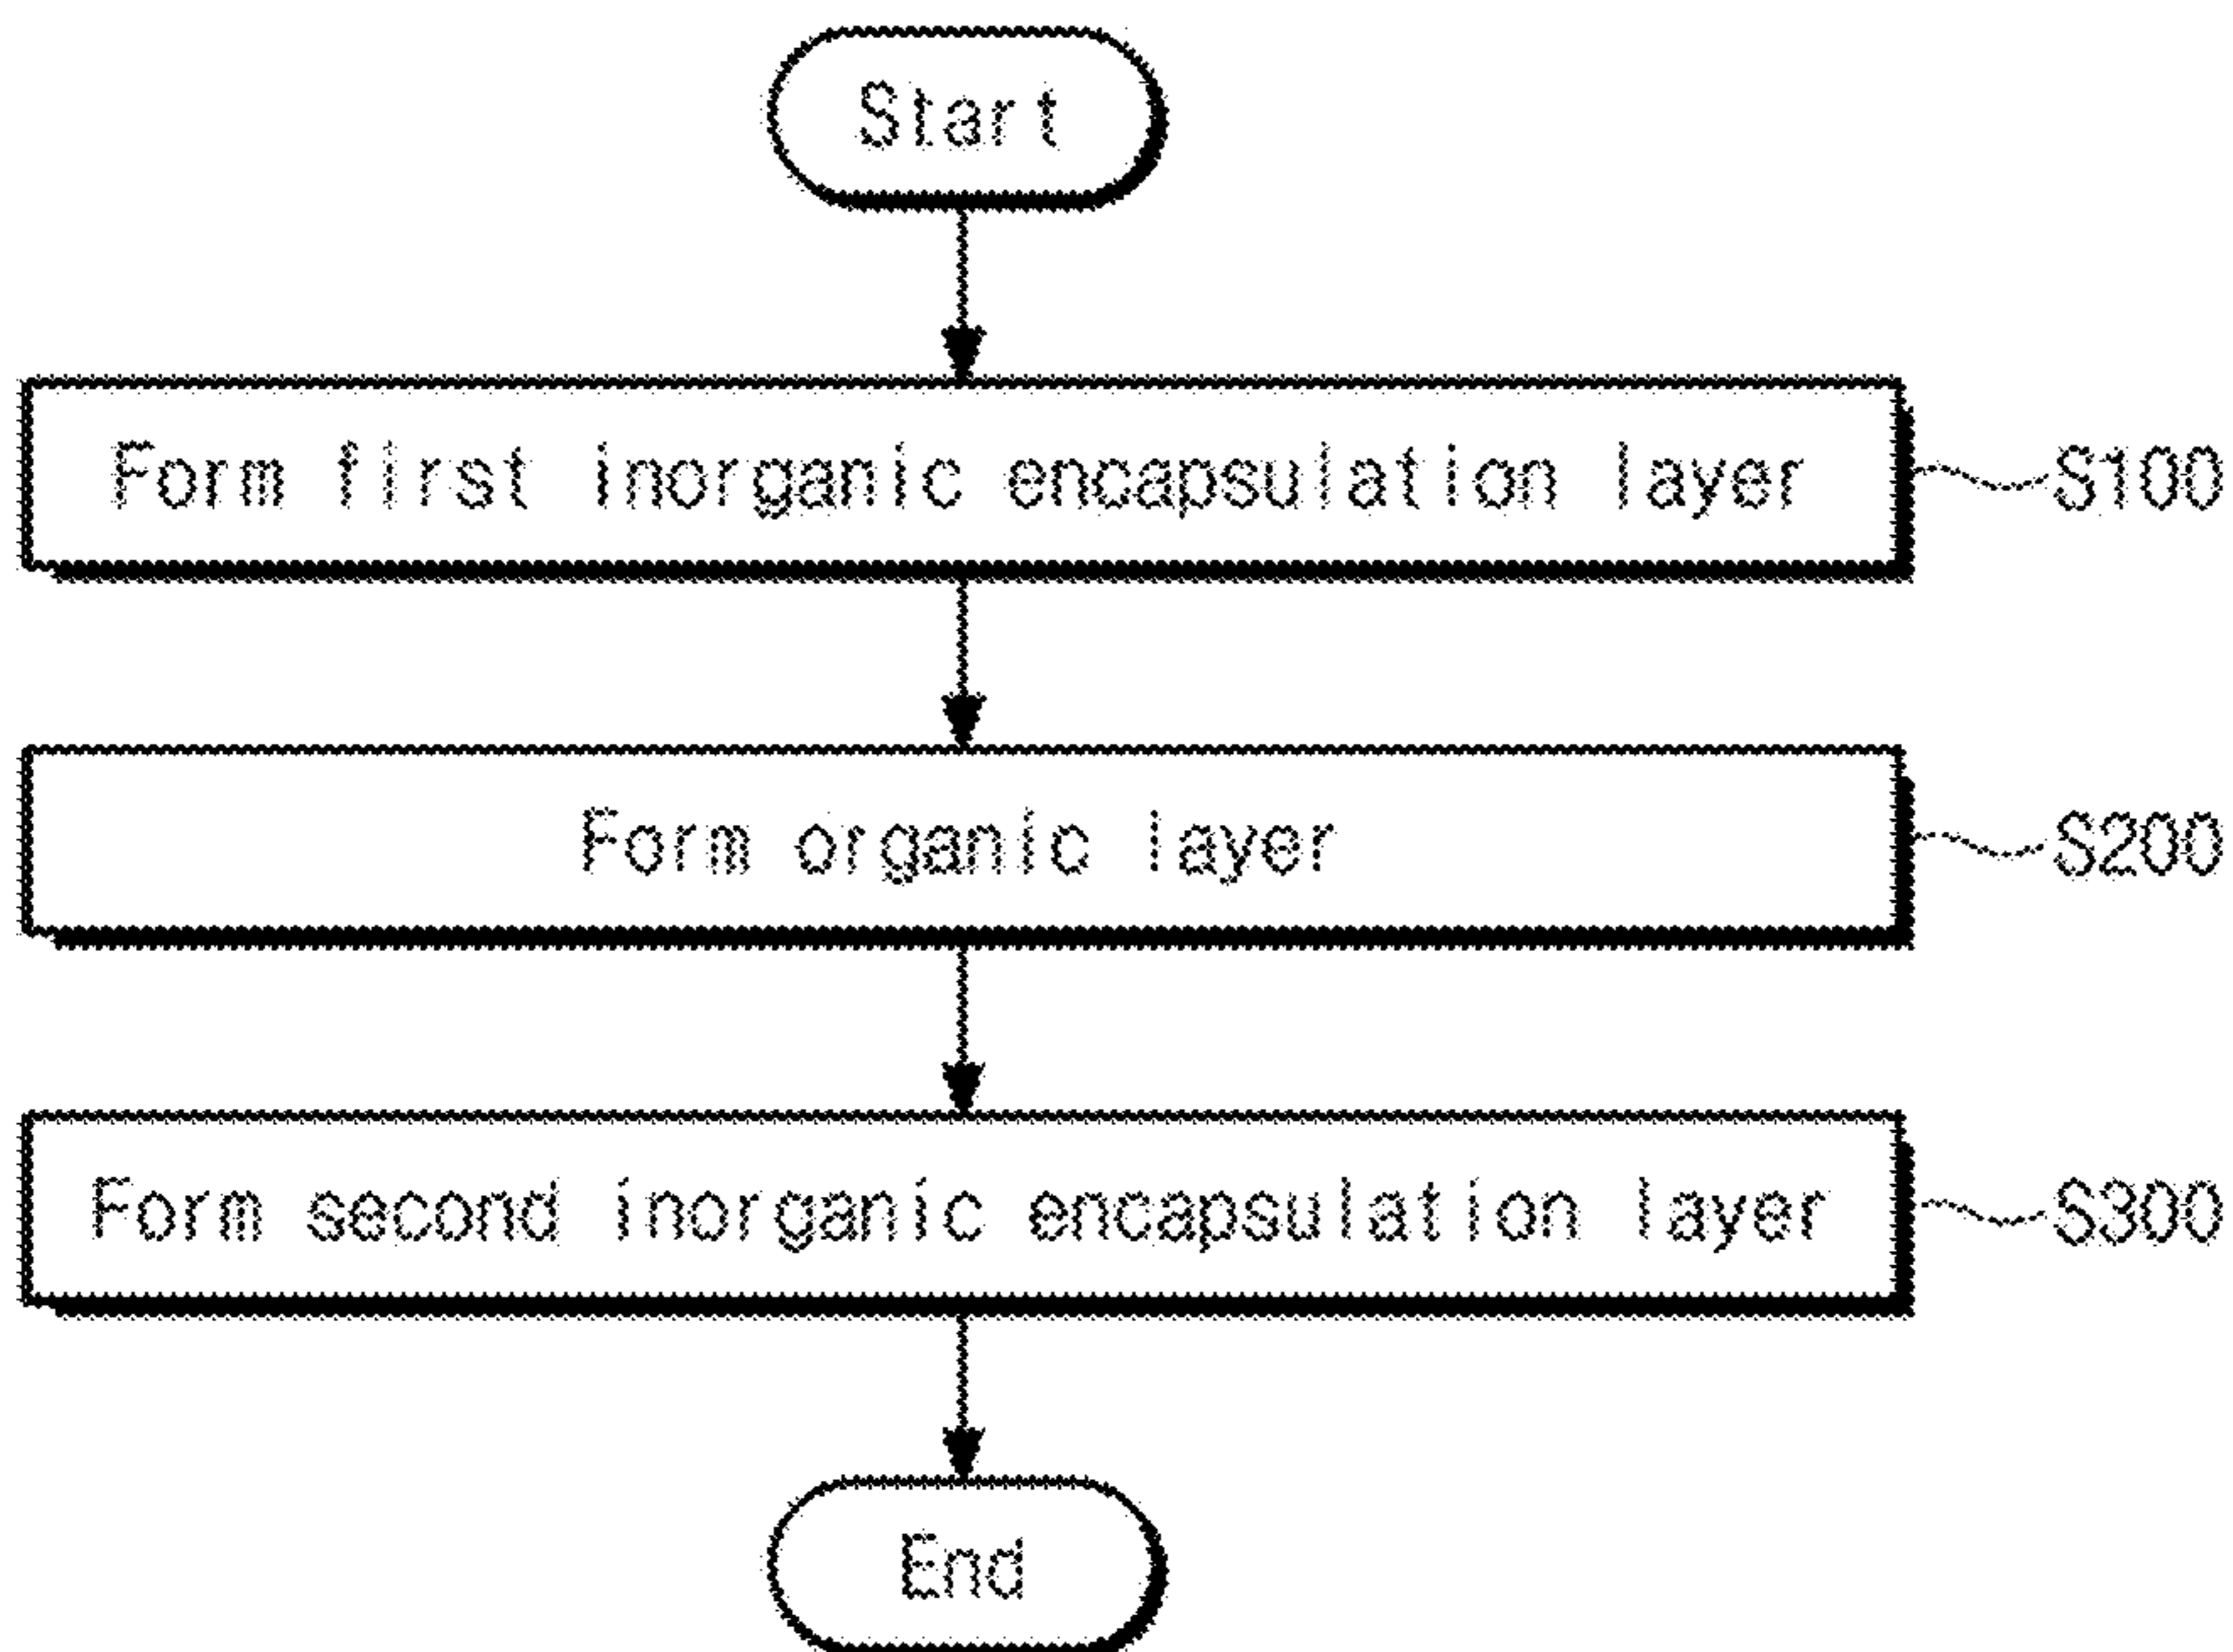 Start
Form first inorganic encapsulation layer S100
Form organic layer S200
Form second inorganic encapsulation layer S300
End